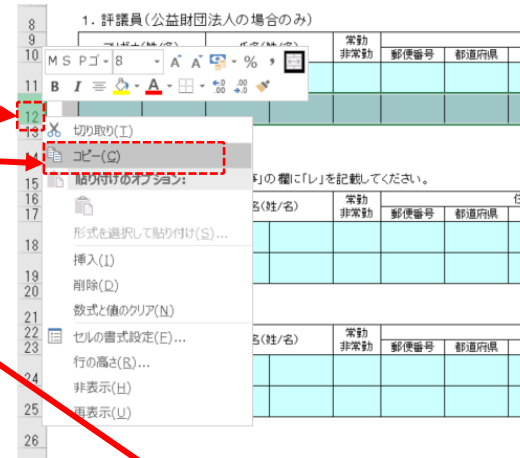 8
1．評議員（公益財団法人の場合のみ）
9
常勤
10
非常勤 郵便番号 都道府県
ＭＳ Ｐゴ 8 A A % ,
11 B I A
12
13 切り取り(T)
14 コピー(C)
15 貼り付けのオプション:
」の欄に「レ」を記載してください。
16 名(姓/名) 常勤
17 非常勤 郵便番号 都道府県
形式を選択して貼り付け(S)...
18
挿入(I)
19
削除(D)
20
数式と値のクリア(N)
21
22 セルの書式設定(F)... 名(姓/名) 常勤
23 非常勤 郵便番号 都道府県
行の高さ(R)...
24
非表示(H)
25 再表示(U)
26